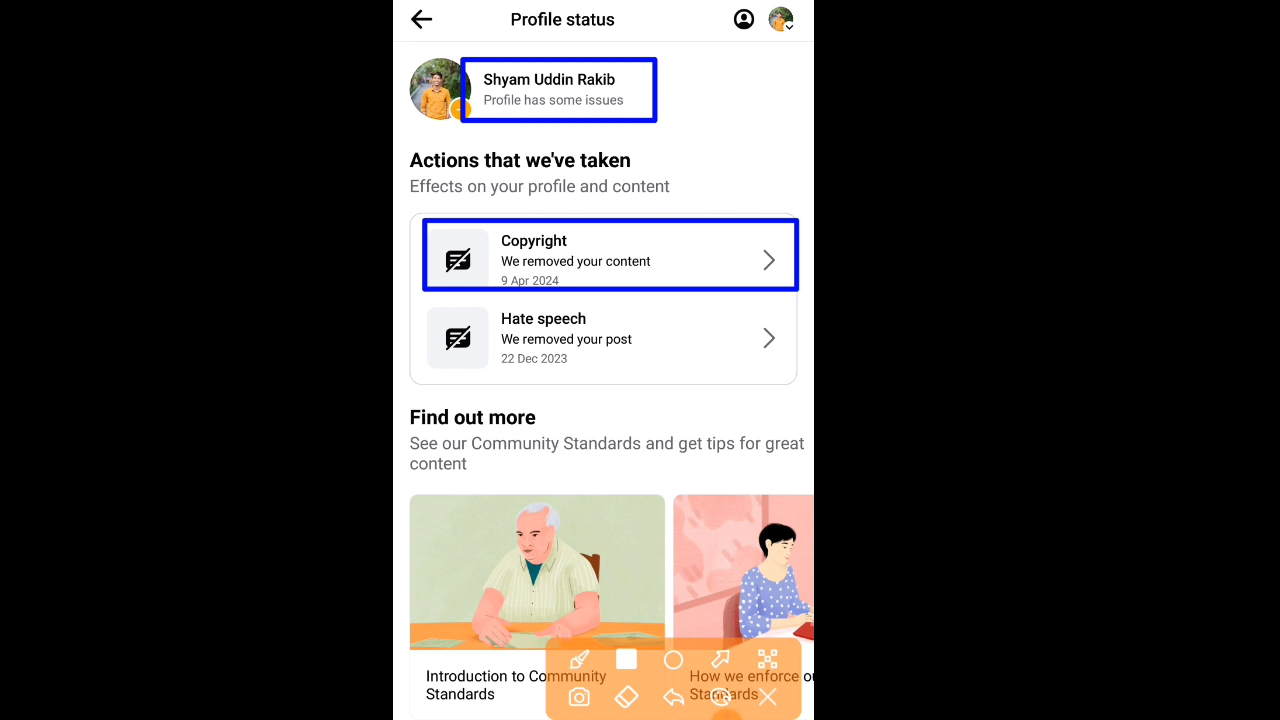 Profile status
Shyam Uddin Rakib
Profile has some issues
Actions that we've taken
Effects on your profile and content
Copyright
We removed your content
9 Apr 2024
Hate speech
We removed your post
22 Dec 2023
Find out more
See our Community Standards and get tips for great
content
Introduction to Community
Standards
How we enforce
Standards